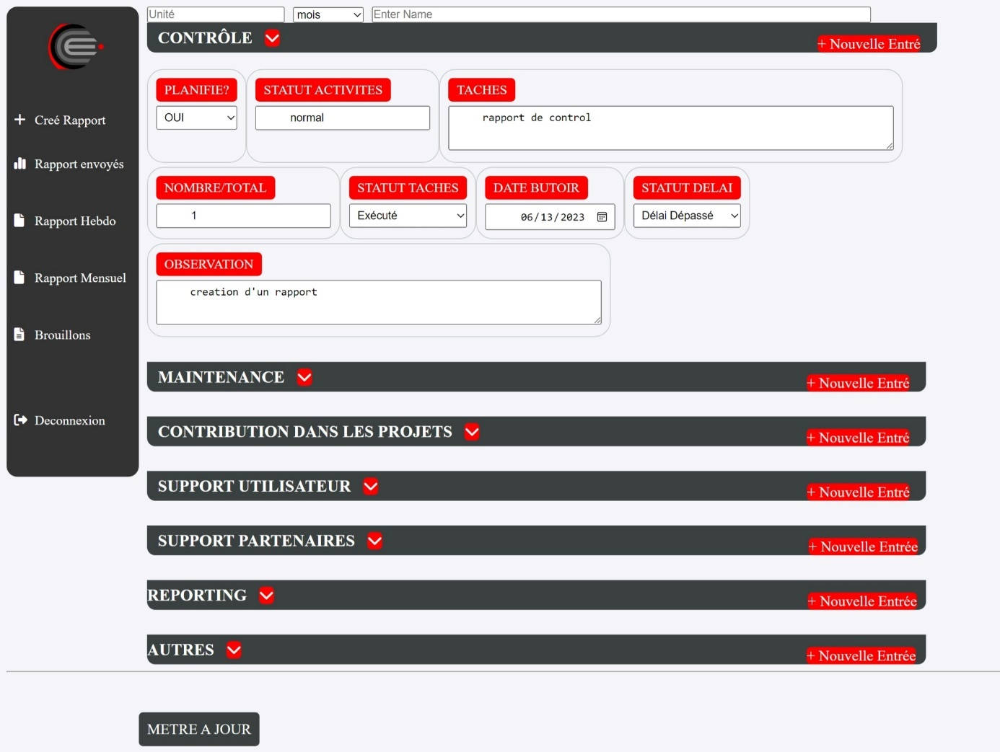 Unité mois Enter Name
CONTRÔLE + Nouvelle Entré
PLANIFIE? STATUT ACTIVITES TACHES
OUI normal rapport de control
NOMBRE/TOTAL STATUT TACHES DATE BUTOIR STATUT DELAI
1 Exécuté 06/13/2023 Délai Dépassé
OBSERVATION
creation d'un rapport
MAINTENANCE + Nouvelle Entré
CONTRIBUTION DANS LES PROJETS + Nouvelle Entré
SUPPORT UTILISATEUR + Nouvelle Entré
SUPPORT PARTENAIRES + Nouvelle Entrée
REPORTING + Nouvelle Entrée
AUTRES + Nouvelle Entrée
METRE A JOUR
Creé Rapport
Rapport envoyés
Rapport Hebdo
Rapport Mensuel
Brouillons
Deconnexion